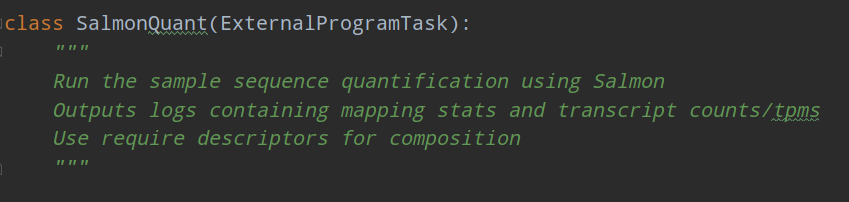 class SalmonQuant(ExternalProgramTask):
    """
    Run the sample sequence quantification using Salmon
    Outputs logs containing mapping stats and transcript counts/tpms
    Use require descriptors for composition
    """